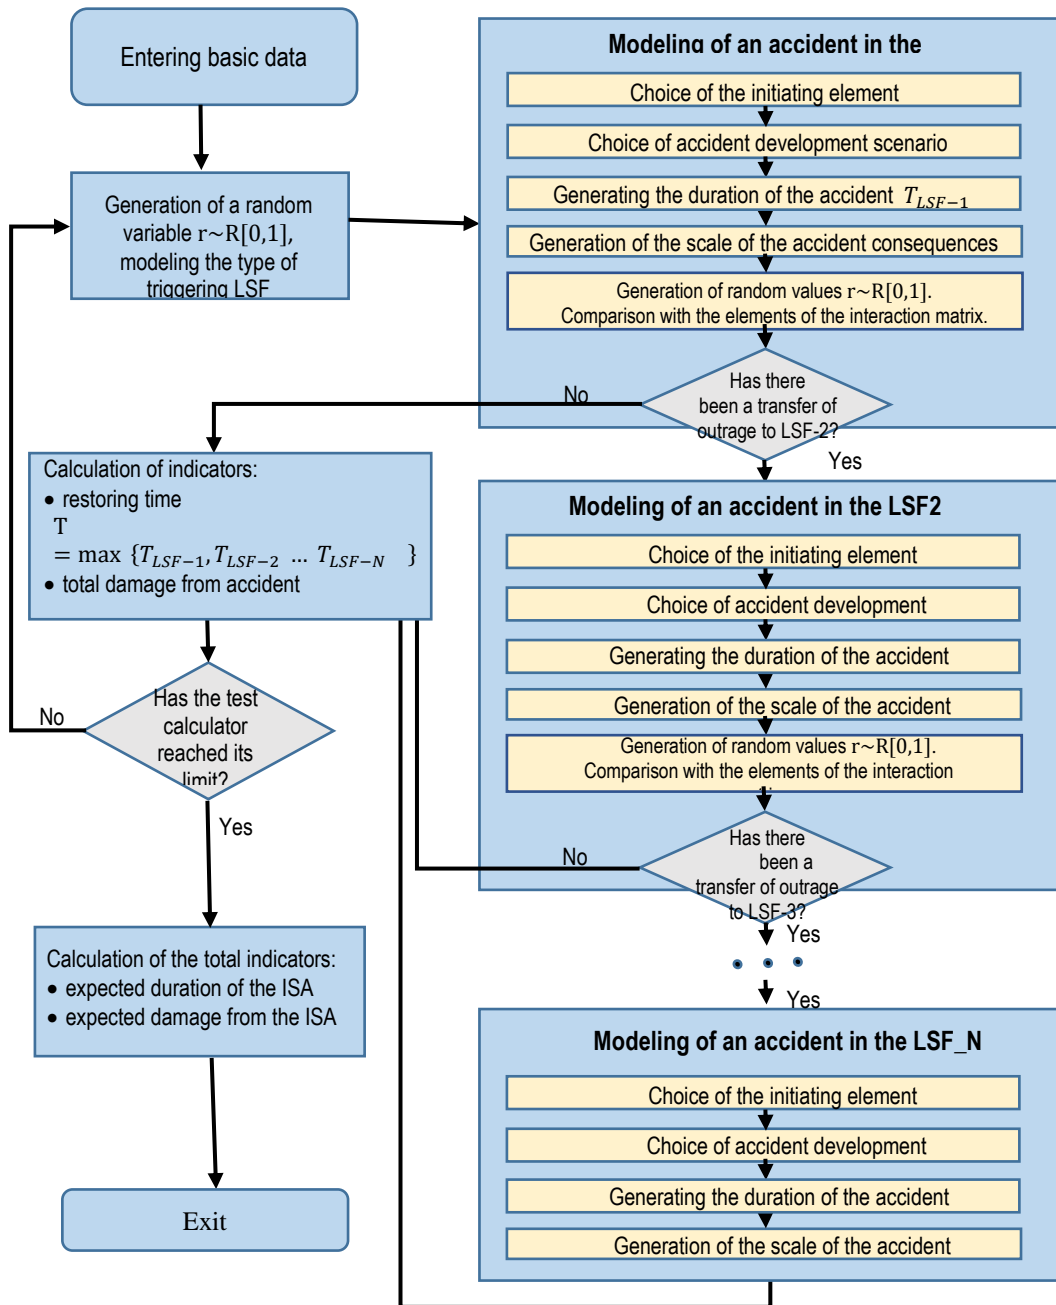 Entering basic data
Generation of a random
variable r~R[0,1],
modeling the type of
triggering LSF
Modeling of an accident in the
Choice of the initiating element
Choice of accident development scenario
Generating the duration of the accident T_{LSF−1}
Generation of the scale of the accident consequences
Generation of random values r~R[0,1].
Comparison with the elements of the interaction matrix.
Has there
been a transfer of
outrage to LSF-2?
No
Yes
Calculation of indicators:
• restoring time
T
= max {T_{LSF−1}, T_{LSF−2} … T_{LSF−N} }
• total damage from accident
Has the test
calculator
reached its
limit?
No
Yes
Calculation of the total indicators:
• expected duration of the ISA
• expected damage from the ISA
Exit
Modeling of an accident in the LSF2
Choice of the initiating element
Choice of accident development
Generating the duration of the accident
Generation of the scale of the accident
Generation of random values r~R[0,1].
Comparison with the elements of the interaction
Has there
been a
transfer of outrage
to LSF-3?
No
Yes
• • •
Yes
Modeling of an accident in the LSF_N
Choice of the initiating element
Choice of accident development
Generating the duration of the accident
Generation of the scale of the accident